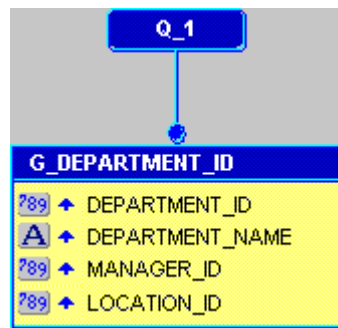 Q_1
G_DEPARTMENT_ID
789 DEPARTMENT_ID
A DEPARTMENT_NAME
789 MANAGER_ID
789 LOCATION_ID